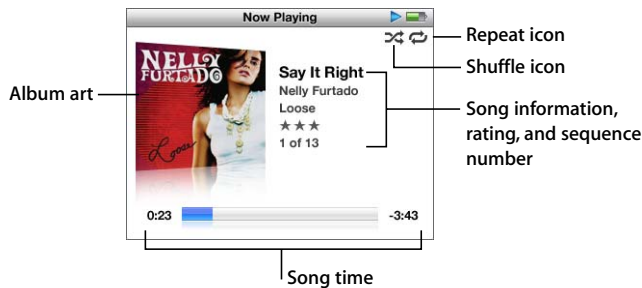 Now Playing
Repeat icon
Shuffle icon
Album art
NELLY
FURTADO
Loose
Say It Right
Nelly Furtado
Loose
★★★
1 of 13
Song information,
rating, and sequence
number
0:23
-3:43
Song time